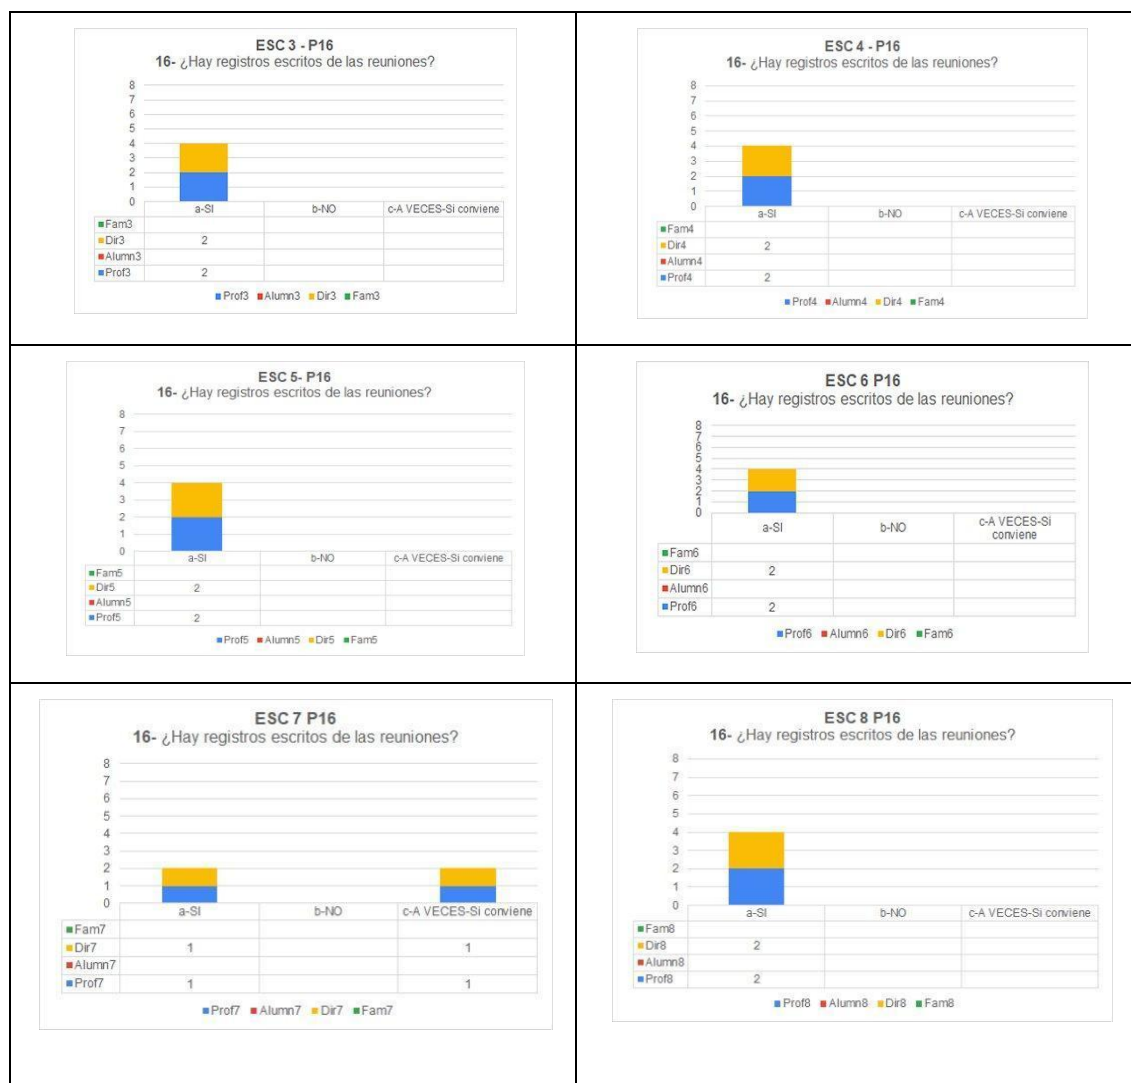 ESC 3 - P16
16- ¿Hay registros escritos de las reuniones?
8
7
6
5
4
3
2
1
0
a-SI b-NO c-A VECES-Si conviene
Fam3
Dir3 2
Alumn3
Prof3 2
Prof3 Alumn3 Dir3 Fam3
ESC 4 - P16
16- ¿Hay registros escritos de las reuniones?
8
7
6
5
4
3
2
1
0
a-SI b-NO c-A VECES-Si conviene
Fam4
Dir4 2
Alumn4
Prof4 2
Prof4 Alumn4 Dir4 Fam4
ESC 5- P16
16- ¿Hay registros escritos de las reuniones?
8
7
6
5
4
3
2
1
0
a-SI b-NO c-A VECES-Si conviene
Fam5
Dir5 2
Alumn5
Prof5 2
Prof5 Alumn5 Dir5 Fam5
ESC 6 P16
16- ¿Hay registros escritos de las reuniones?
8
7
6
5
4
3
2
1
0
a-SI b-NO c-A VECES-Si
conviene
Fam6
Dir6 2
Alumn6
Prof6 2
Prof6 Alumn6 Dir6 Fam6
ESC 7 P16
16- ¿Hay registros escritos de las reuniones?
8
7
6
5
4
3
2
1
0
a-SI b-NO c-A VECES-Si conviene
Fam7
Dir7 1 1
Alumn7
Prof7 1 1
Prof7 Alumn7 Dir7 Fam7
ESC 8 P16
16- ¿Hay registros escritos de las reuniones?
8
7
6
5
4
3
2
1
0
a-SI b-NO c-A VECES-Si conviene
Fam8
Dir8 2
Alumn8
Prof8 2
Prof8 Alumn8 Dir8 Fam8